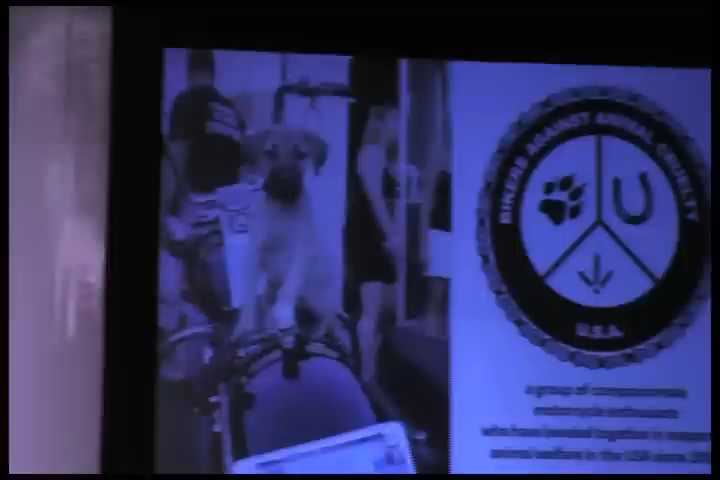 BIKERS AGAINST ANIMAL CRUELTY
U.S.A.
a group of compassionate
motorcycle enthusiasts
who have banded together to
animal welfare in the USA since